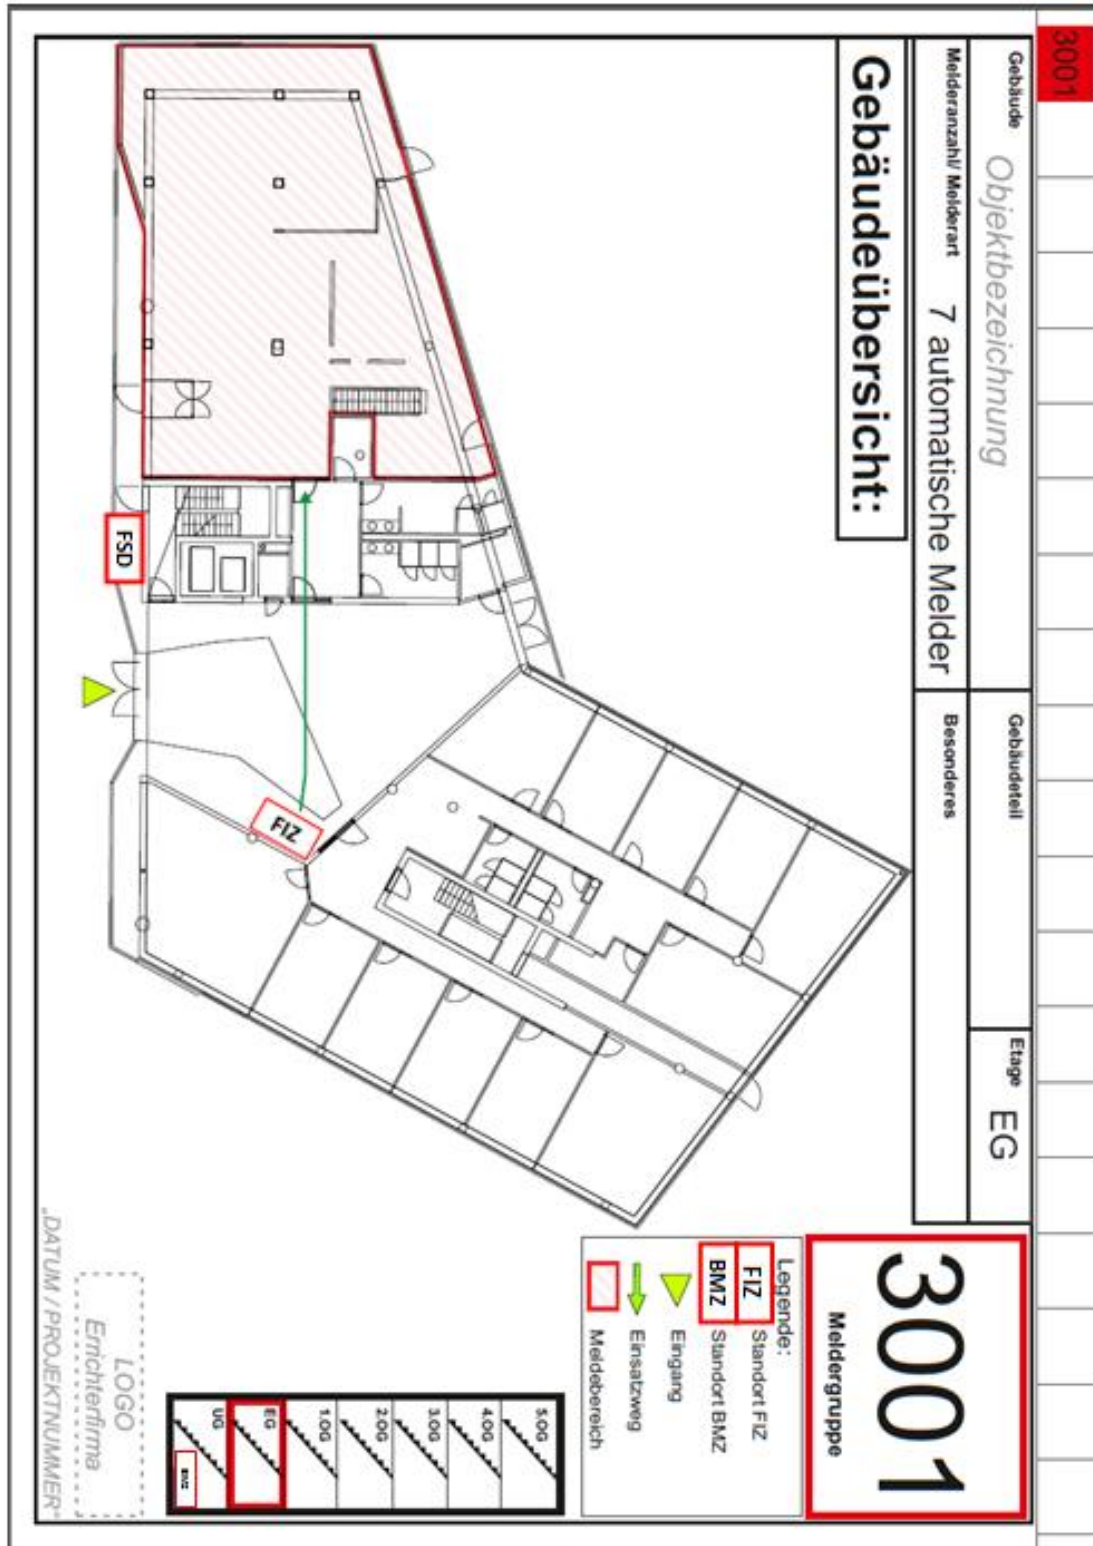 3001
Gebäude Objektbezeichnung
Gebäudeteil
Etage EG
Melderanzahl/ Melderart 7 automatische Melder
Besonderes
3001
Meldergruppe
Gebäudeübersicht:
FSD
FIZ
Legende:
FIZ Standort FIZ
BMZ Standort BMZ
Eingang
Einsatzweg
Meldebereich
5.OG
4.OG
3.OG
2.OG
1.OG
EG
UG
BMZ
LOGO
Errichterfirma
„DATUM / PROJEKTNUMMER“